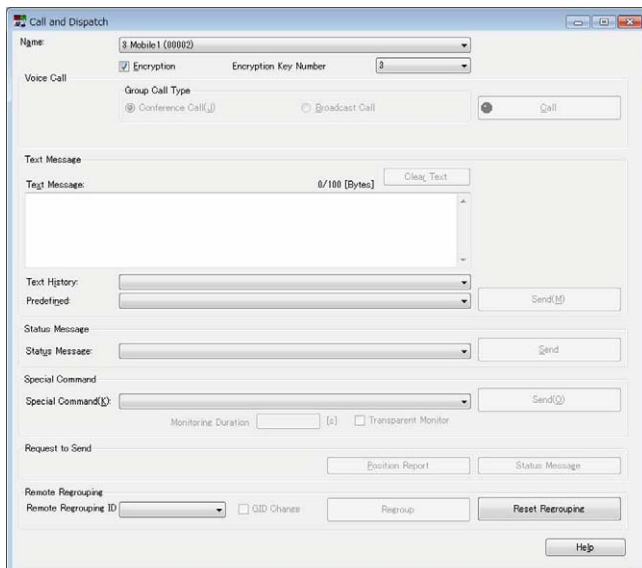 Call and Dispatch
Name: 3 Mobile1 (00002)
Encryption Encryption Key Number 3
Voice Call
Group Call Type
Conference Call(J) Broadcast Call Call
Text Message
Text Message: 0/100 [Bytes] Clear Text
Text History:
Predefined: Send(M)
Status Message
Status Message: Send
Special Command
Special Command(K): Send(O)
Monitoring Duration [s] Transparent Monitor
Request to Send
Position Report Status Message
Remote Regrouping
Remote Regrouping ID GID Change Regroup Reset Regrouping
Help